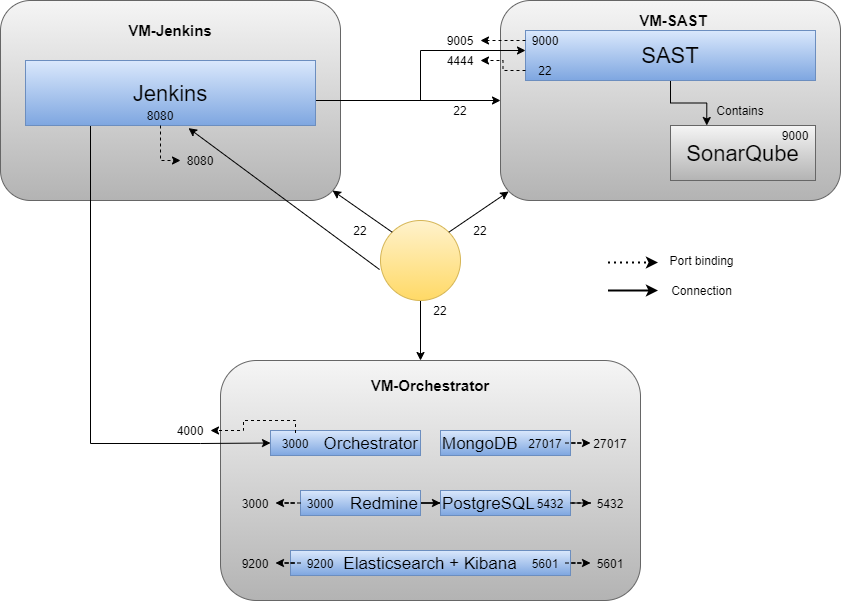 VM-Jenkins
Jenkins
8080
8080
VM-SAST
9005
9000
SAST
4444
22
22
Contains
9000
SonarQube
22
22
22
Port binding
Connection
VM-Orchestrator
4000
3000 Orchestrator
MongoDB 27017
27017
3000
3000 Redmine
PostgreSQL 5432
5432
9200
9200 Elasticsearch + Kibana 5601
5601